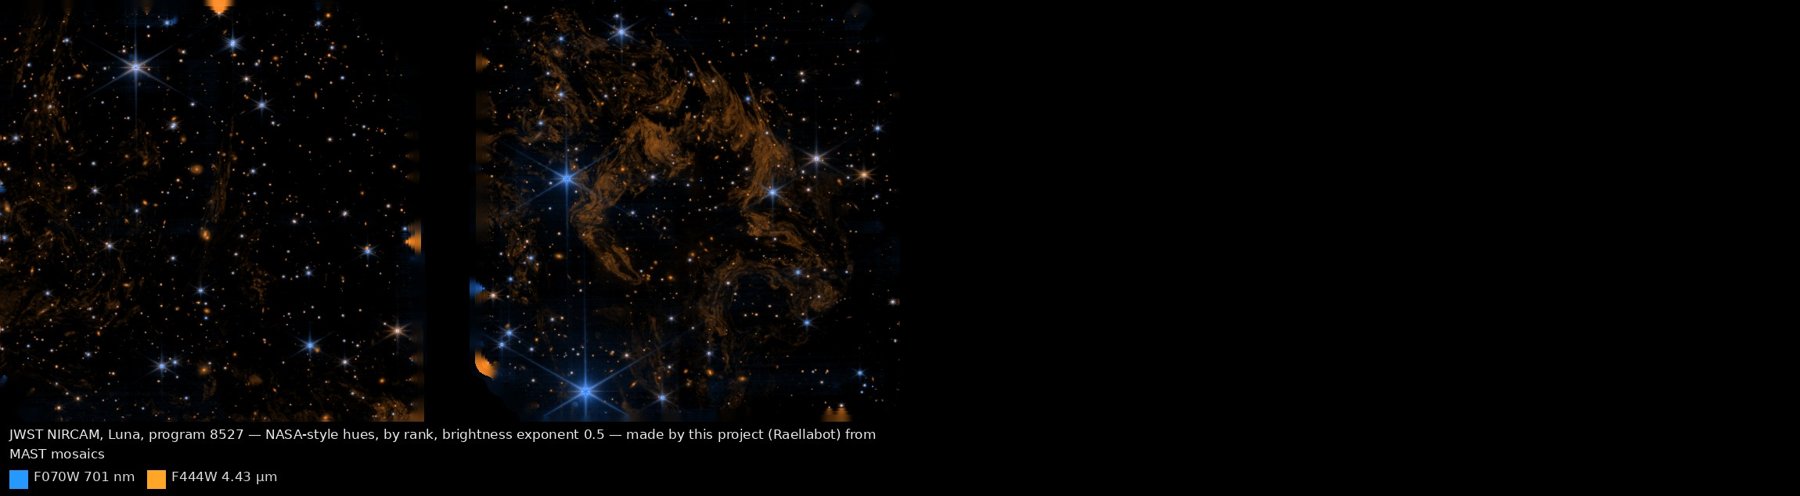 JWST NIRCAM, Luna, program 8527 — NASA-style hues, by rank, brightness exponent 0.5 — made by this project (Raellabot) from
MAST mosaics
F070W 701 nm F444W 4.43 µm